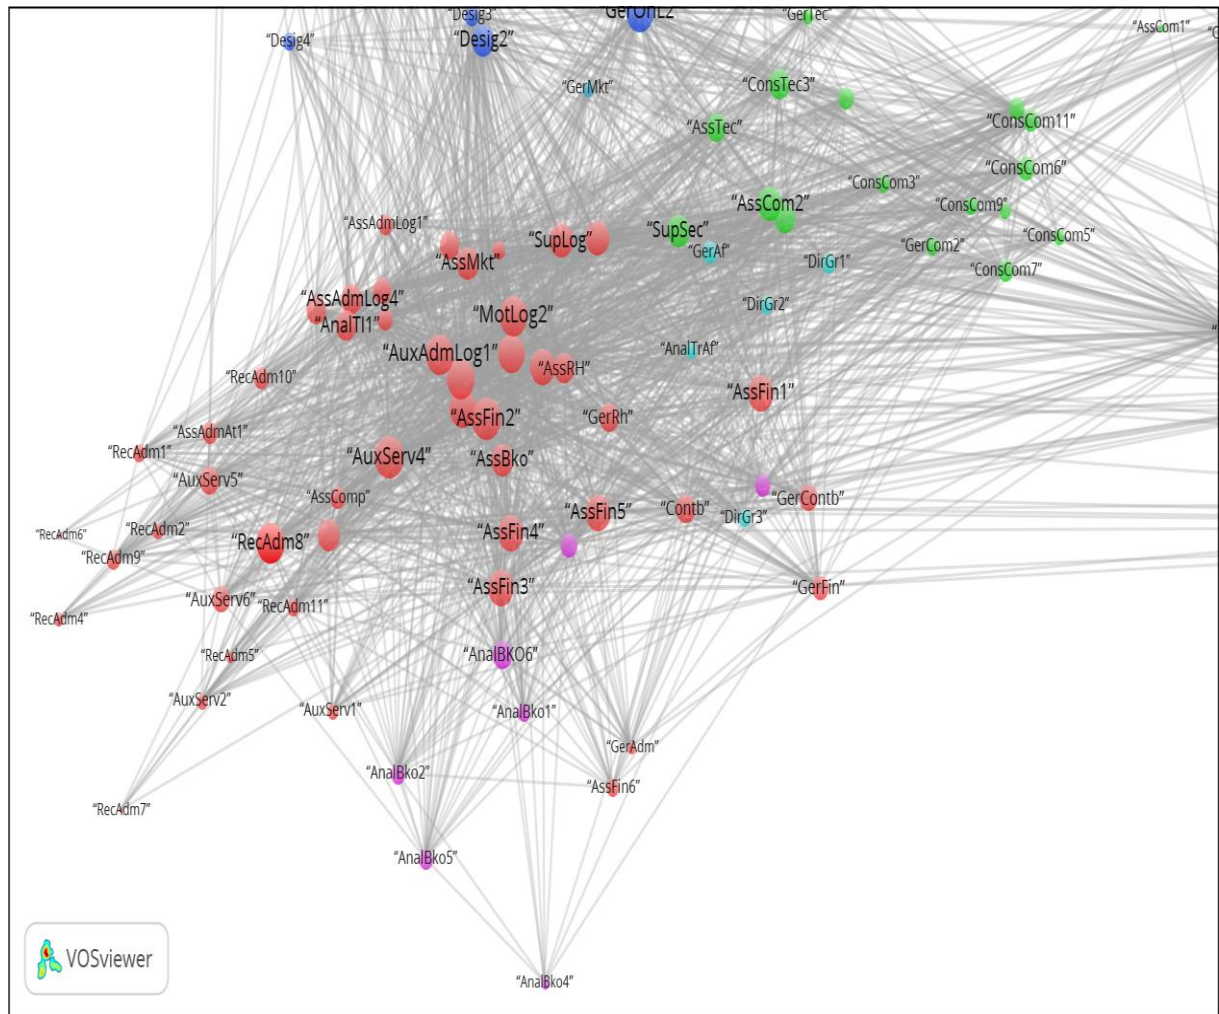 “Desig3”
“GerOnL2”
“GerTec”
“AssCom1”
“Desig4”
“Desig2”
“GerMkt”
“ConsTec3”
“AssTec”
“ConsCom11”
“ConsCom6”
“ConsCom3”
“AssCom2”
“ConsCom9”
“AssAdmLog1”
“SupLog”
“SupSec”
“GerAf”
“GerCom2”
“ConsCom5”
“AssMkt”
“DirGr1”
“ConsCom7”
“AssAdmLog4”
“DirGr2”
“AnalTI1”
“MotLog2”
“AuxAdmLog1”
“AnalTrAf”
“AssRH”
“RecAdm10”
“AssFin1”
“AssFin2”
“GerRh”
“AssAdmAt1”
“RecAdm1”
“AuxServ4”
“AssBko”
“AuxServ5”
“AssComp”
“GerContb”
“Contb”
“AssFin5”
“DirGr3”
“RecAdm6”
“RecAdm2”
“RecAdm8”
“AssFin4”
“RecAdm9”
“AssFin3”
“GerFin”
“AuxServ6”
“RecAdm11”
“RecAdm4”
“RecAdm5”
“AnalBKO6”
“AuxServ2”
“AuxServ1”
“AnalBko1”
“GerAdm”
“AnalBko2”
“AssFin6”
“RecAdm7”
“AnalBko5”
VOSviewer
“AnalBko4”